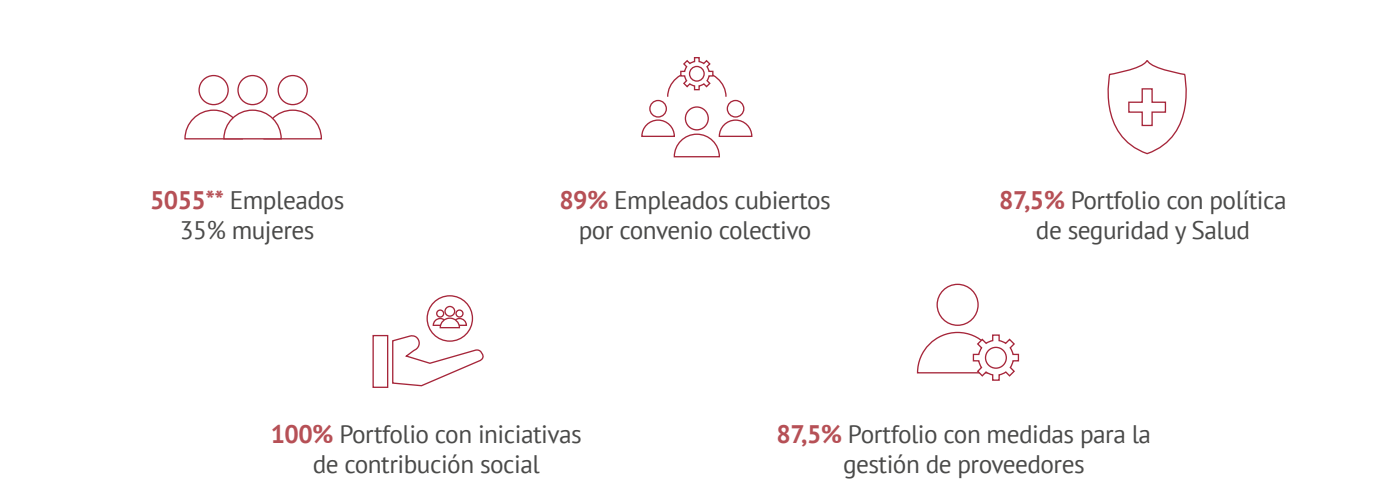 5055** Empleados
35% mujeres
89% Empleados cubiertos
por convenio colectivo
87,5% Portfolio con política
de seguridad y Salud
100% Portfolio con iniciativas
de contribución social
87,5% Portfolio con medidas para la
gestión de proveedores